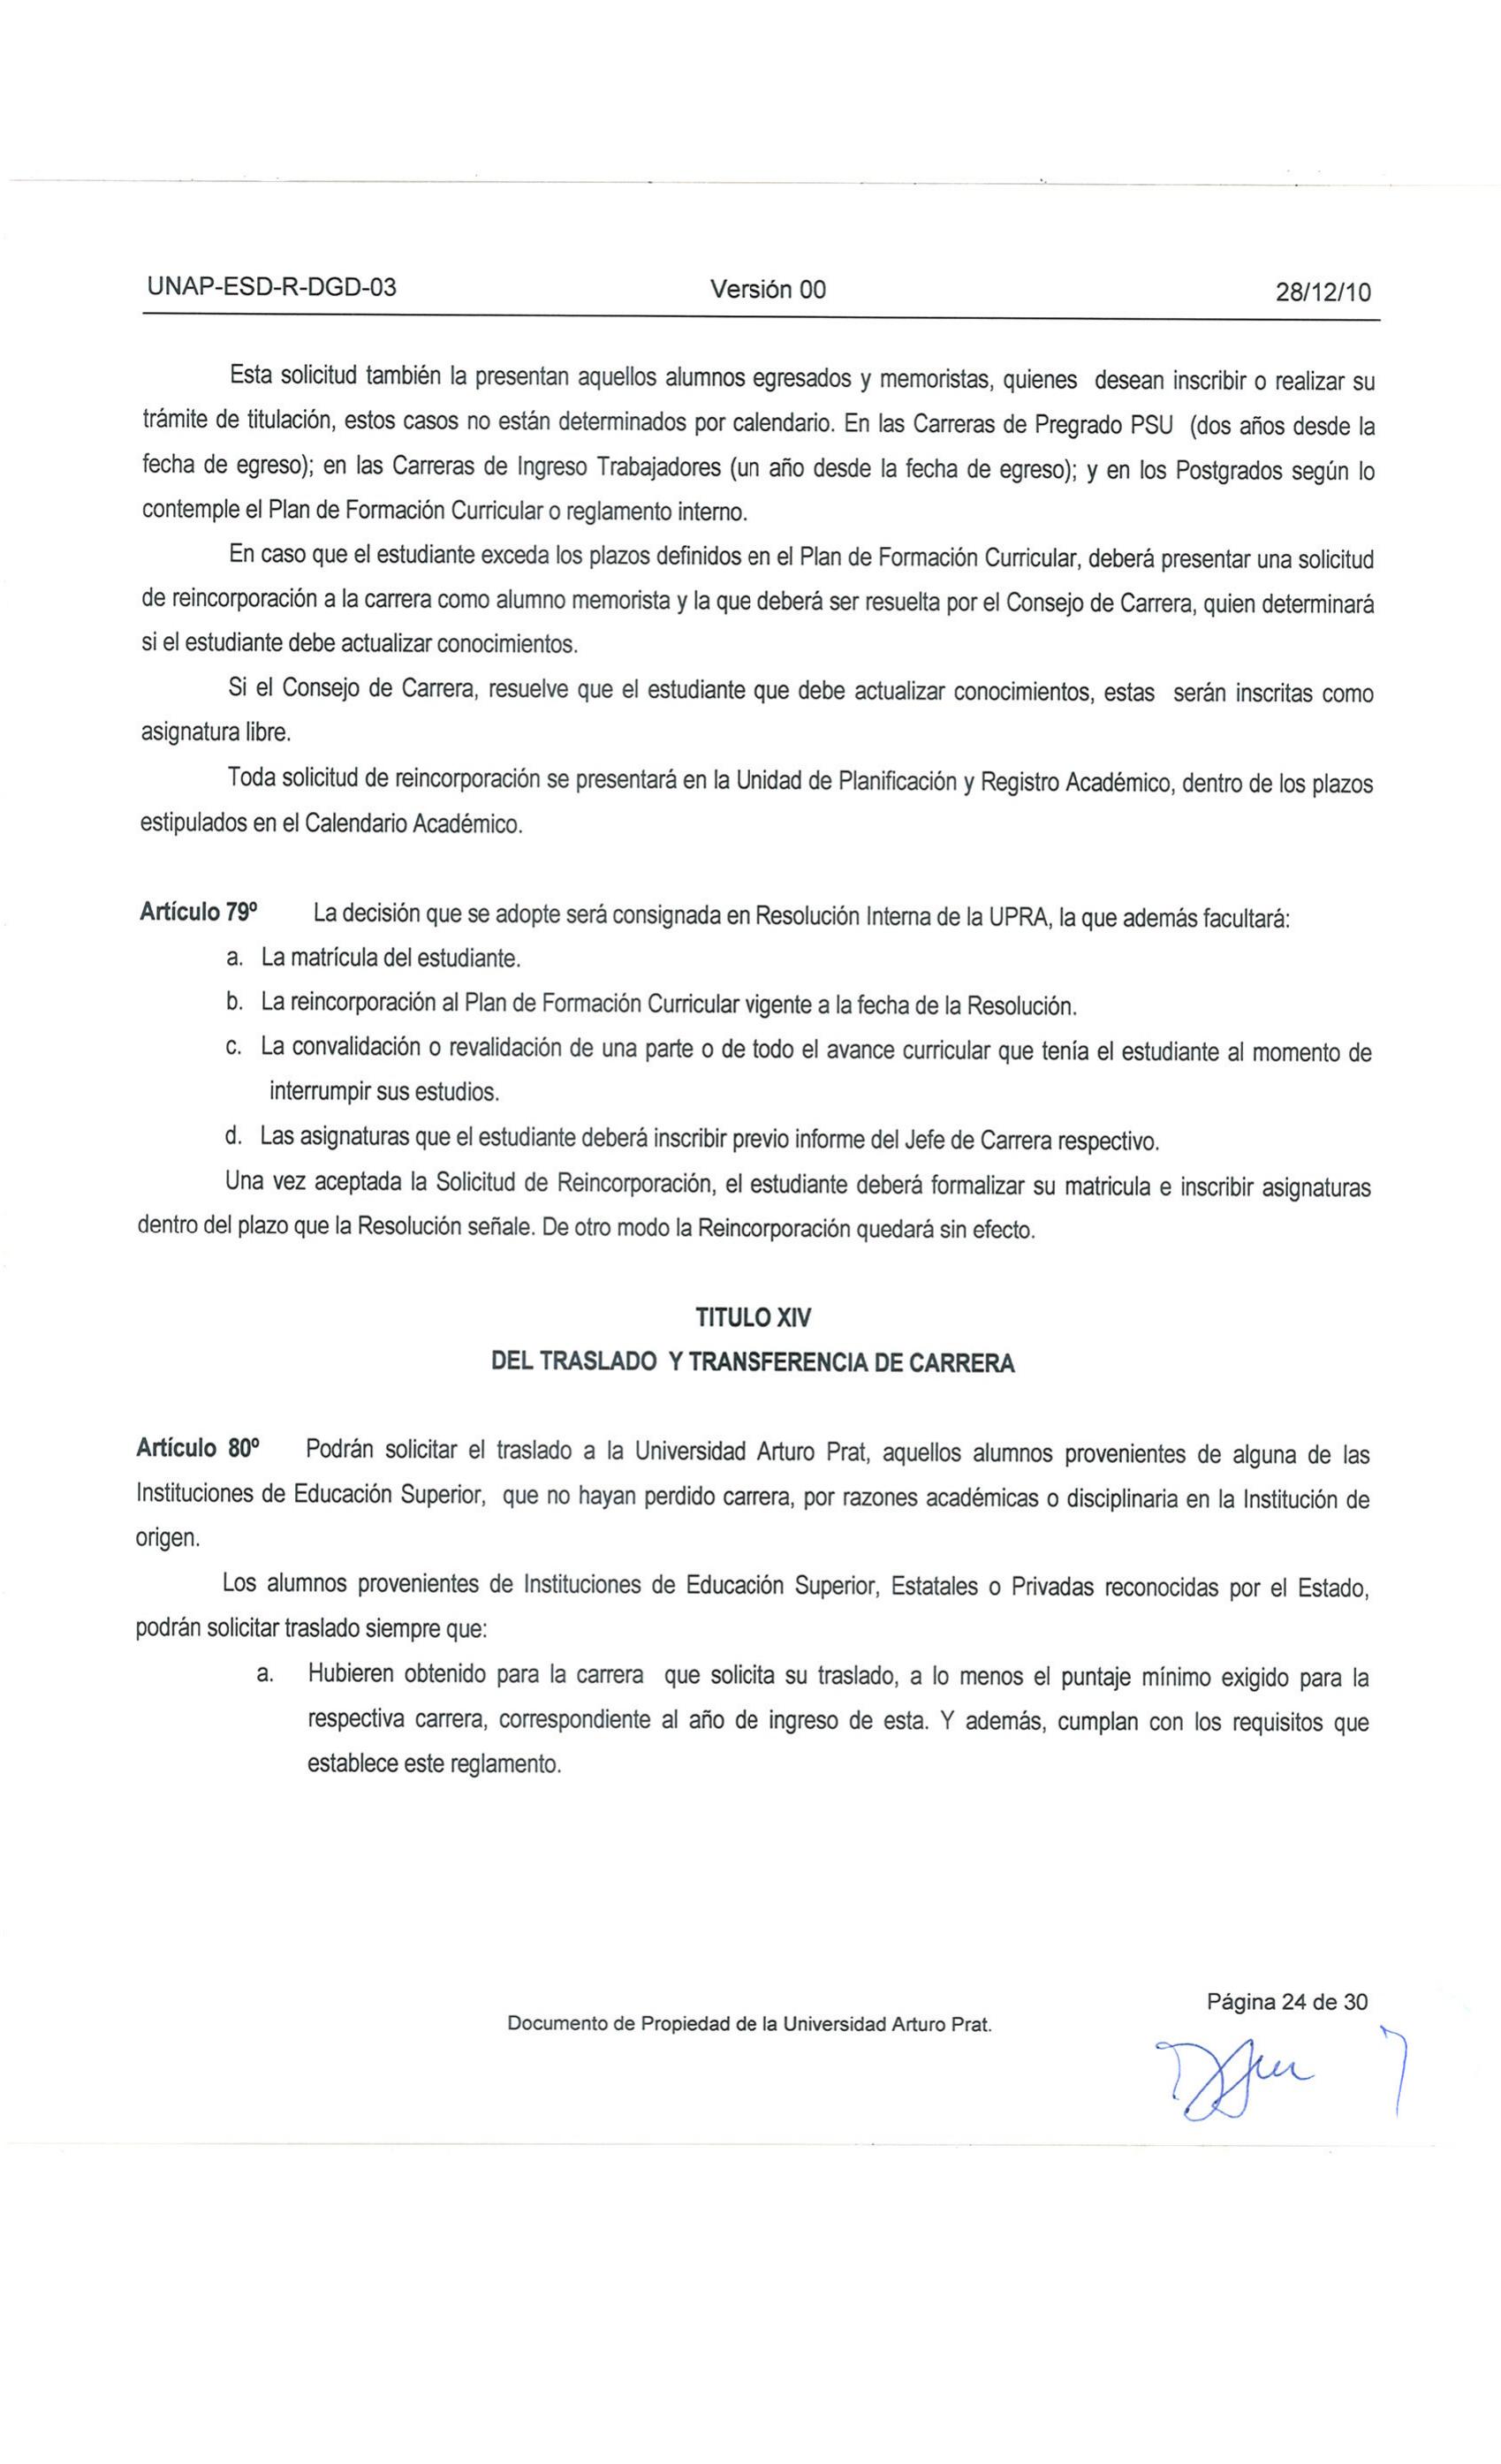 UNAP-ESD-R-DGD-03 Versión 00 28/12/10
Esta solicitud también la presentan aquellos alumnos egresados y memoristas, quienes desean inscribir o realizar su
trámite de titulación, estos casos no están determinados por calendario. En las Carreras de Pregrado PSU (dos años desde la
fecha de egreso); en las Carreras de Ingreso Trabajadores (un año desde la fecha de egreso); y en los Postgrados según lo
contemple el Plan de Formación Curricular o reglamento interno.
En caso que el estudiante exceda los plazos definidos en el Plan de Formación Curricular, deberá presentar una solicitud
de reincorporación a la carrera como alumno memorista y la que deberá ser resuelta por el Consejo de Carrera, quien determinará
si el estudiante debe actualizar conocimientos.
Si el Consejo de Carrera, resuelve que el estudiante que debe actualizar conocimientos, estas serán inscritas como
asignatura libre.
Toda solicitud de reincorporación se presentará en la Unidad de Planificación y Registro Académico, dentro de los plazos
estipulados en el Calendario Académico.
Artículo 79º La decisión que se adopte será consignada en Resolución Interna de la UPRA, la que además facultará:
a. La matrícula del estudiante.
b. La reincorporación al Plan de Formación Curricular vigente a la fecha de la Resolución.
c. La convalidación o revalidación de una parte o de todo el avance curricular que tenía el estudiante al momento de
interrumpir sus estudios.
d. Las asignaturas que el estudiante deberá inscribir previo informe del Jefe de Carrera respectivo.
Una vez aceptada la Solicitud de Reincorporación, el estudiante deberá formalizar su matricula e inscribir asignaturas
dentro del plazo que la Resolución señale. De otro modo la Reincorporación quedará sin efecto.
TITULO XIV
DEL TRASLADO Y TRANSFERENCIA DE CARRERA
Artículo 80º Podrán solicitar el traslado a la Universidad Arturo Prat, aquellos alumnos provenientes de alguna de las
Instituciones de Educación Superior, que no hayan perdido carrera, por razones académicas o disciplinaria en la Institución de
origen.
Los alumnos provenientes de Instituciones de Educación Superior, Estatales o Privadas reconocidas por el Estado,
podrán solicitar traslado siempre que:
a. Hubieren obtenido para la carrera que solicita su traslado, a lo menos el puntaje mínimo exigido para la
respectiva carrera, correspondiente al año de ingreso de esta. Y además, cumplan con los requisitos que
establece este reglamento.
Página 24 de 30
Documento de Propiedad de la Universidad Arturo Prat.